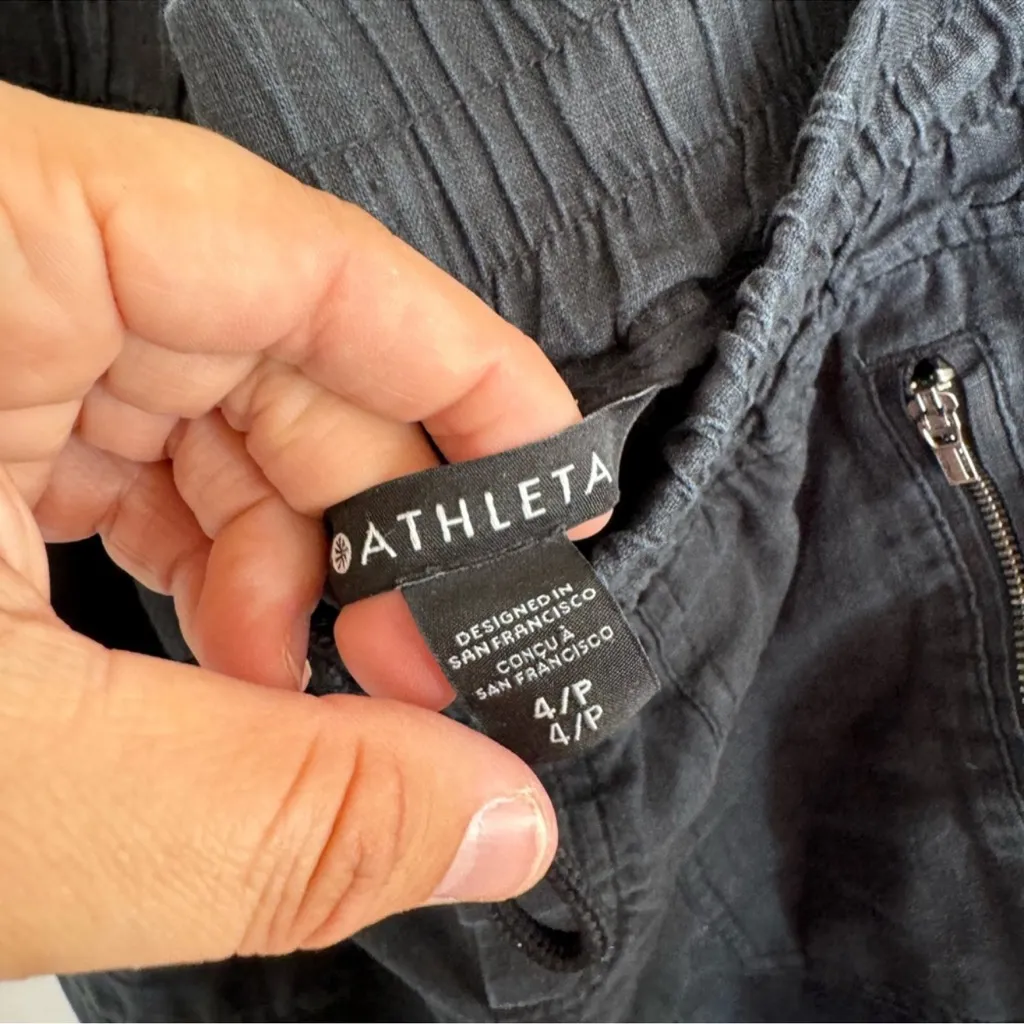 ATHLETA
DESIGNED IN
SAN FRANCISCO
CONÇU À
SAN FRANCISCO
4/P
4/P